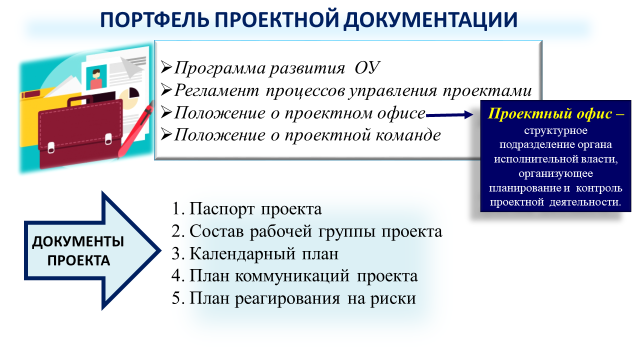 ПОРТФЕЛЬ ПРОЕКТНОЙ ДОКУМЕНТАЦИИ
➢Программа развития ОУ
➢Регламент процессов управления проектами
➢Положение о проектном офисе
➢Положение о проектной команде
Проектный офис –
структурное
подразделение органа
исполнительной власти,
организующее
планирование и контроль
проектной деятельности.
ДОКУМЕНТЫ
ПРОЕКТА
1. Паспорт проекта
2. Состав рабочей группы проекта
3. Календарный план
4. План коммуникаций проекта
5. План реагирования на риски